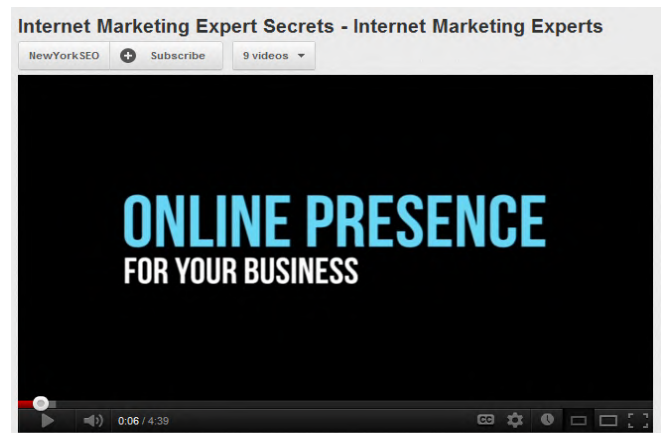 Internet Marketing Expert Secrets - Internet Marketing Experts
NewYorkSEO Subscribe 9 videos
ONLINE PRESENCE
FOR YOUR BUSINESS
0:06 / 4:39 CC